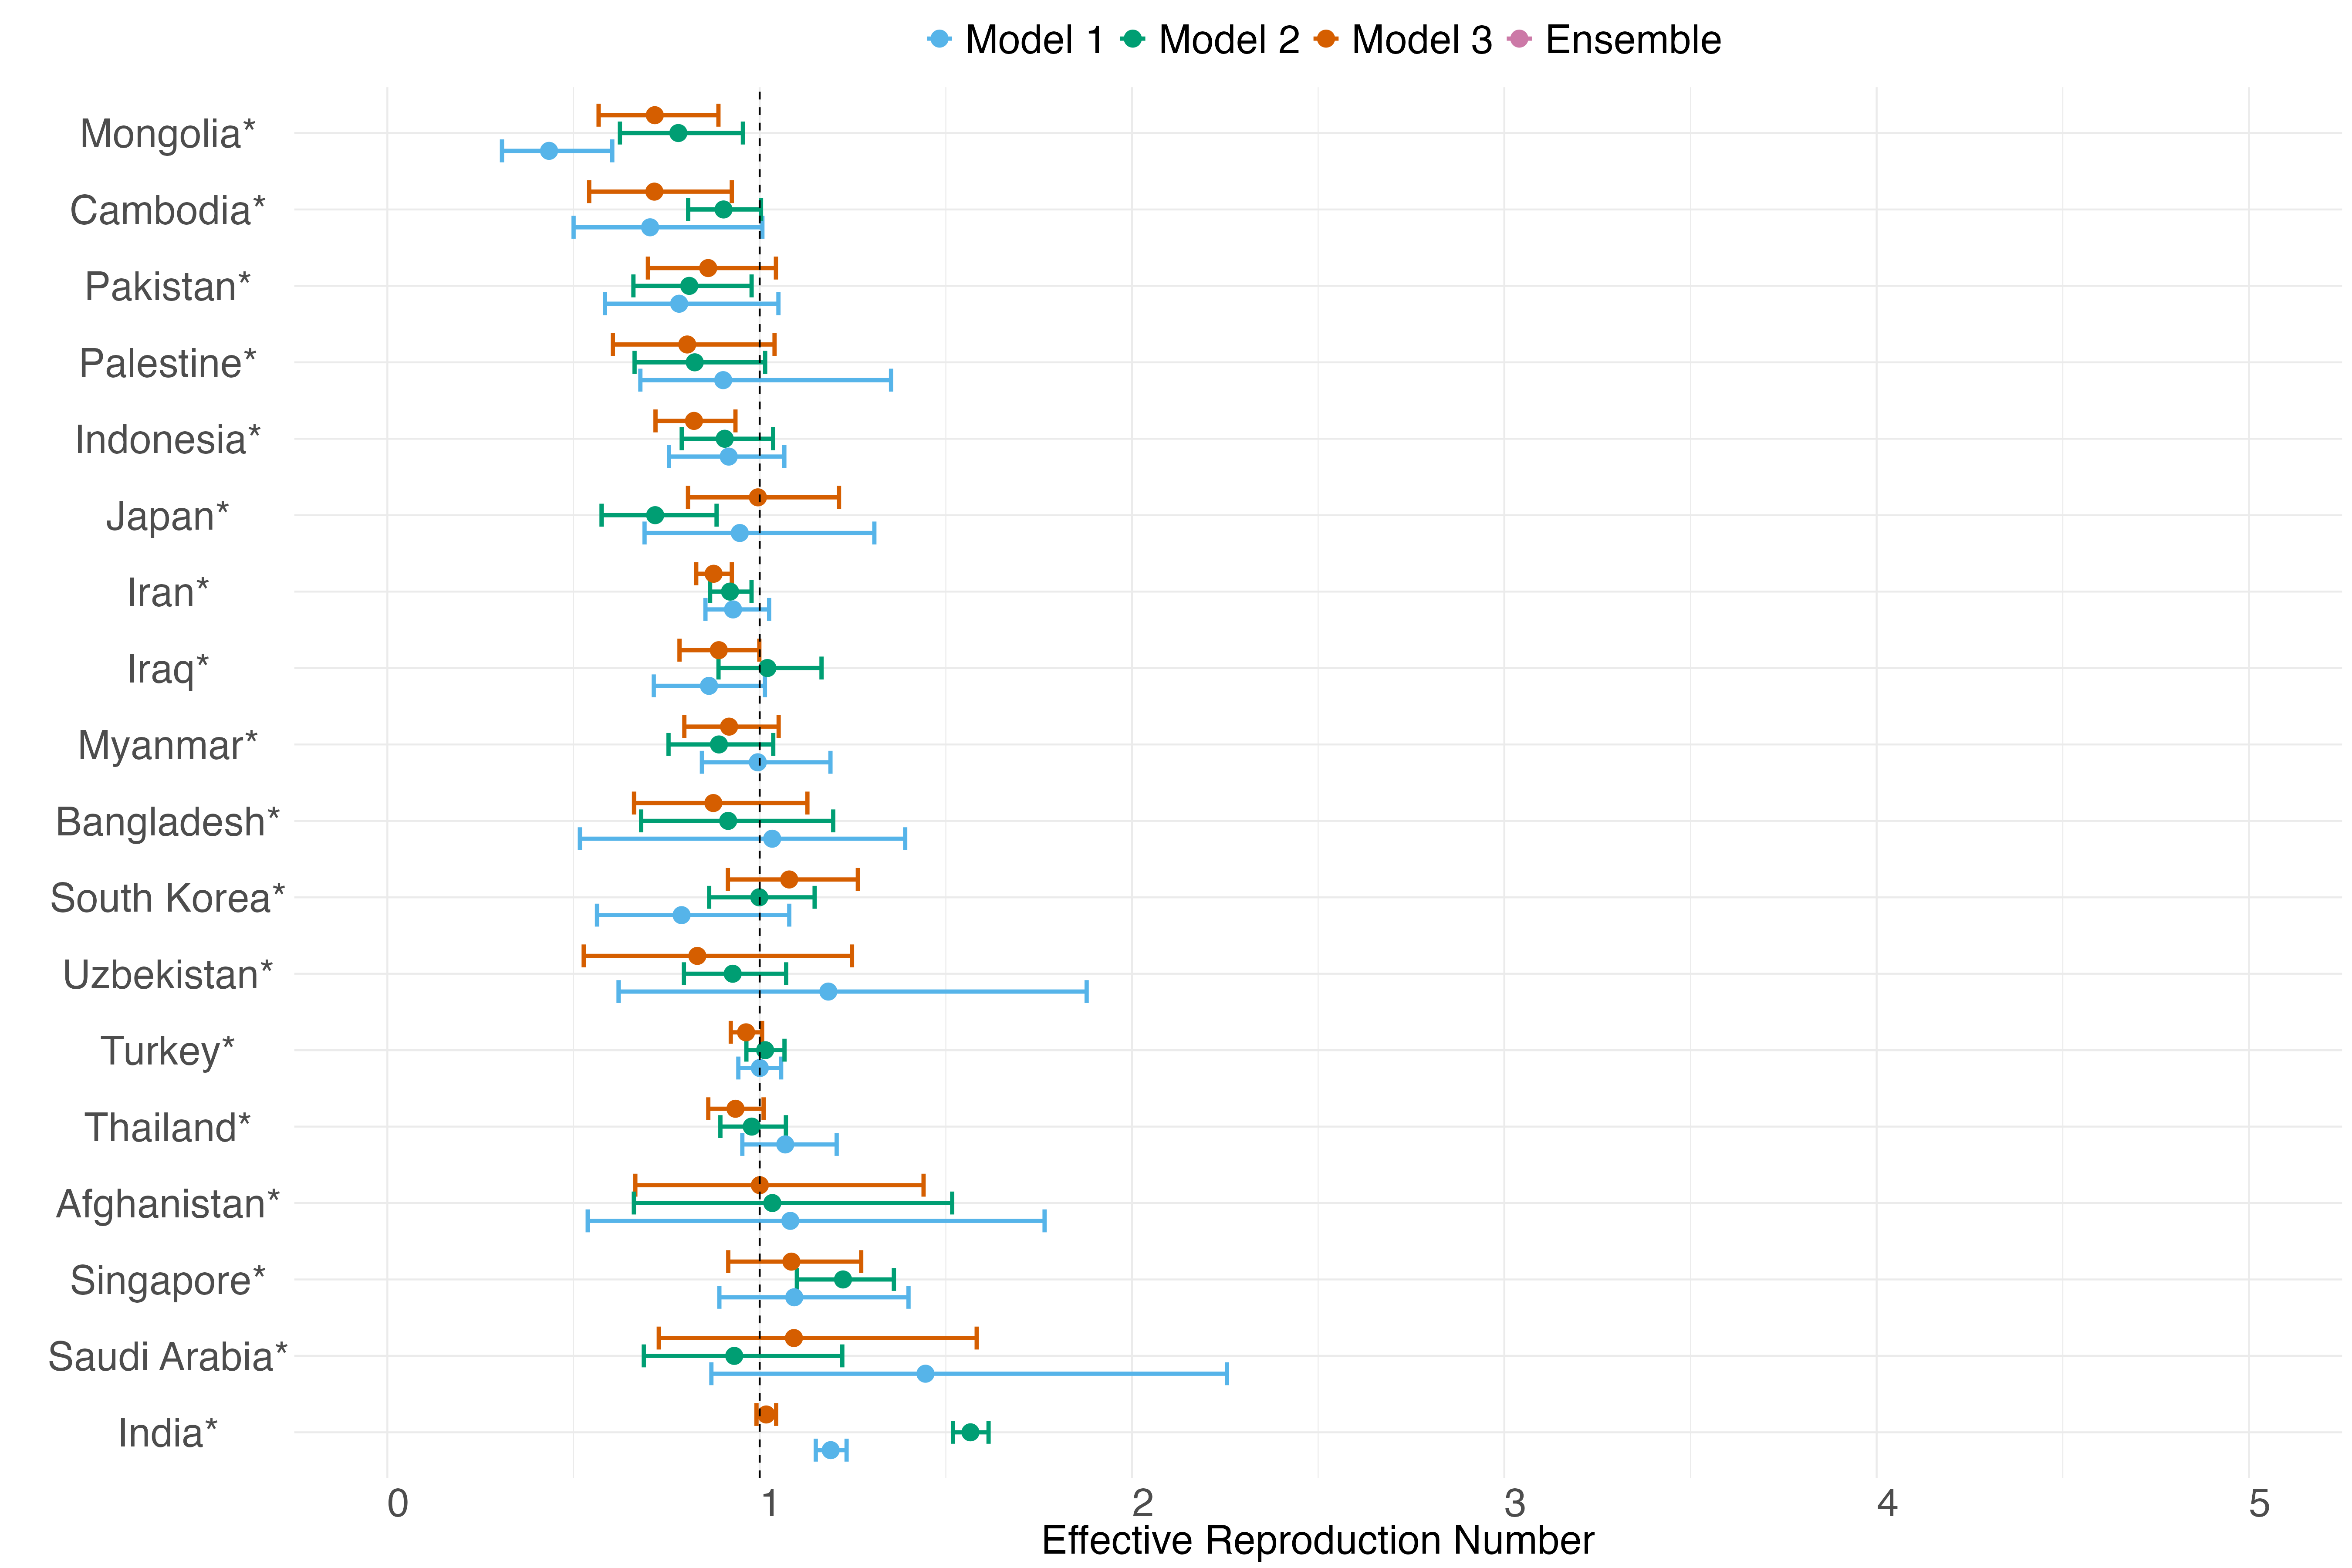 Model 1 Model 2 Model 3 Ensemble
Mongolia*
Cambodia*
Pakistan*
Palestine*
Indonesia*
Japan*
Iran*
Iraq*
Myanmar*
Bangladesh*
South Korea*
Uzbekistan*
Turkey*
Thailand*
Afghanistan*
Singapore*
Saudi Arabia*
India*
0 1 2 3 4 5
Effective Reproduction Number